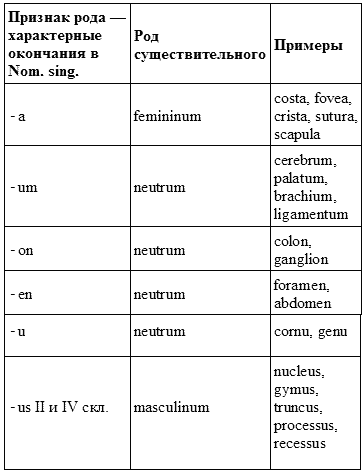 Признак рода —
характерные
окончания в
Nom. sing.
Род
существительного
Примеры
- a
femininum
costa, fovea,
crista, sutura,
scapula
- um
neutrum
cerebrum,
palatum,
brachium,
ligamentum
- on
neutrum
colon,
ganglion
- en
neutrum
foramen,
abdomen
- u
neutrum
cornu, genu
- us II и IV скл.
masculinum
nucleus,
gymus,
truncus,
processus,
recessus